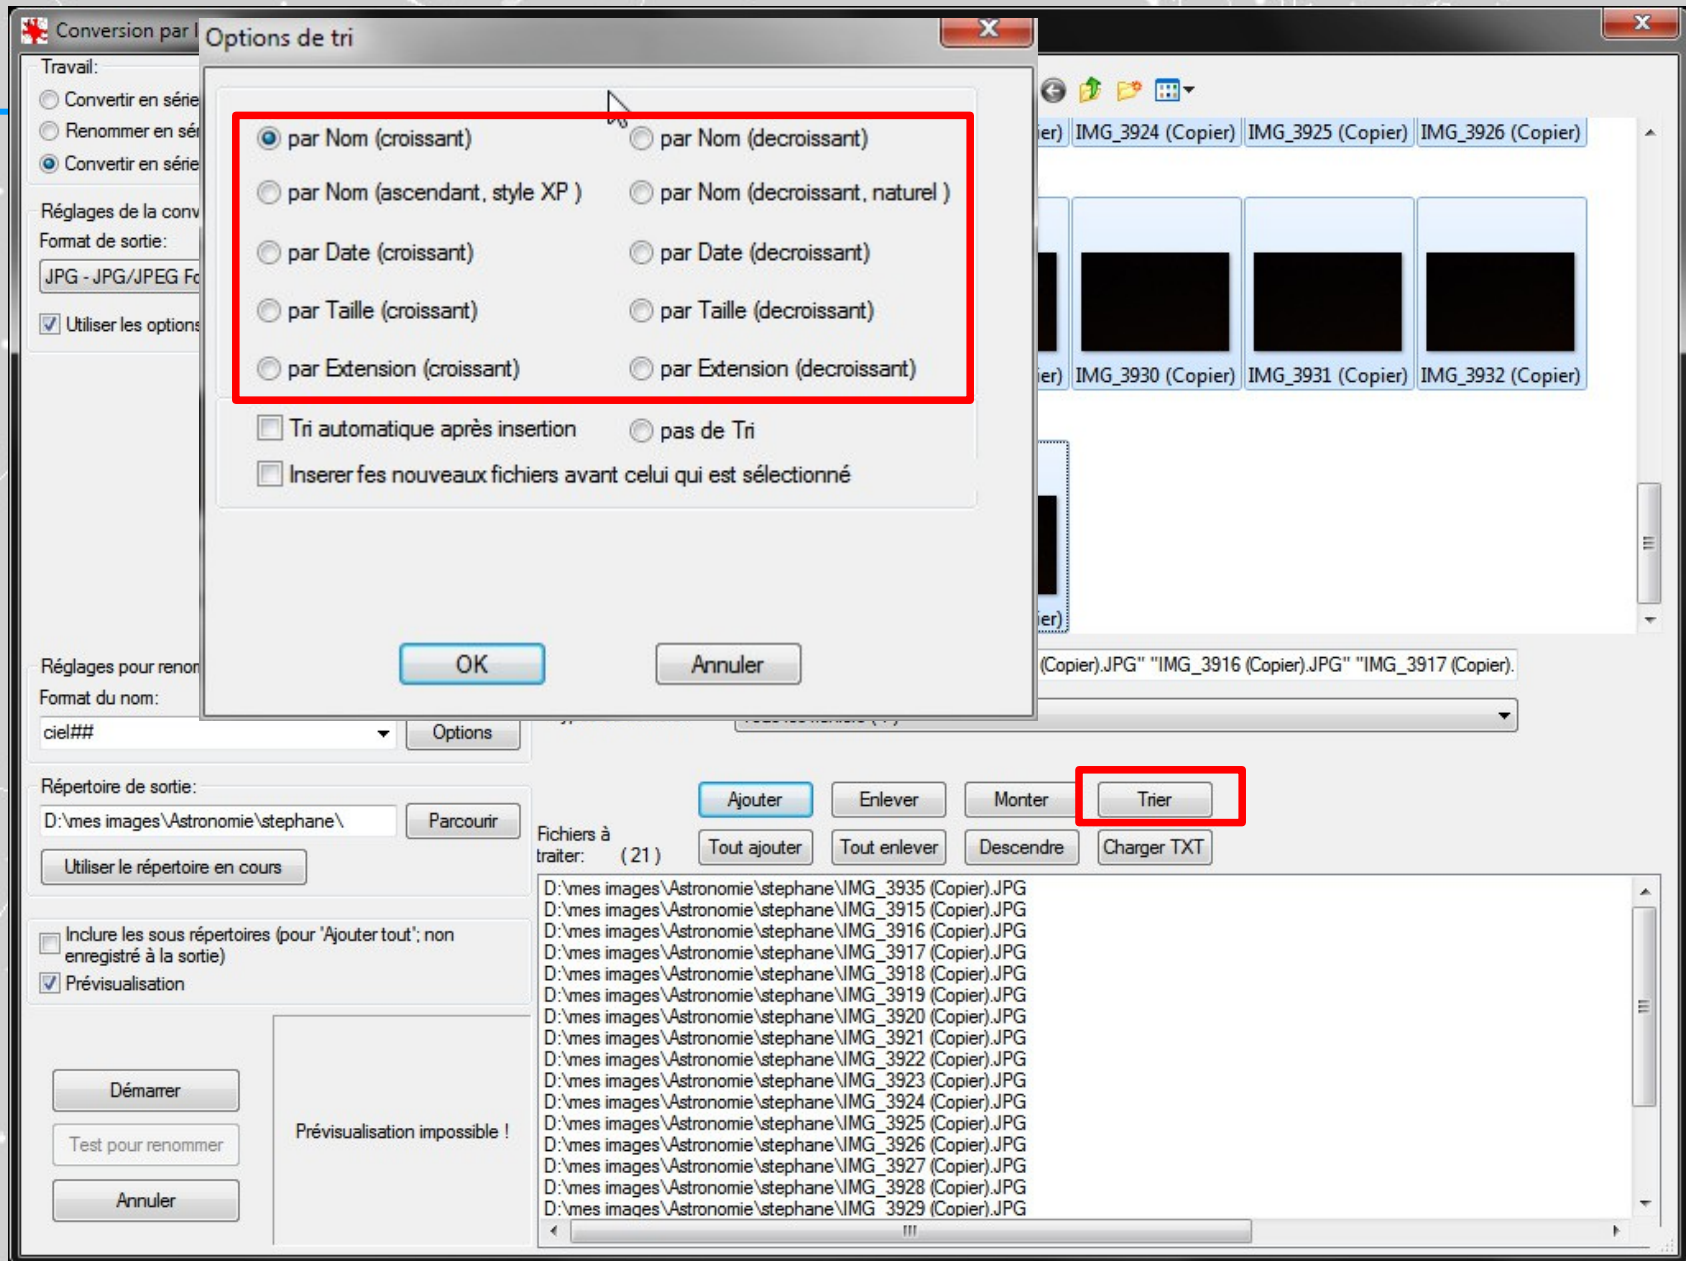 Conversion par l
Options de tri
Travail:
Convertir en série
Renommer en sér
Convertir en série
Réglages de la conv
Format de sortie:
JPG - JPG/JPEG Fo
Utiliser les options
par Nom (croissant)
par Nom (decroissant)
par Nom (ascendant, style XP )
par Nom (decroissant, naturel )
par Date (croissant)
par Date (decroissant)
par Taille (croissant)
par Taille (decroissant)
par Extension (croissant)
par Extension (decroissant)
Tri automatique après insertion
pas de Tri
Inserer fes nouveaux fichiers avant celui qui est sélectionné
OK
Annuler
ier) IMG_3924 (Copier) IMG_3925 (Copier) IMG_3926 (Copier)
ier) IMG_3930 (Copier) IMG_3931 (Copier) IMG_3932 (Copier)
ier)
(Copier).JPG" "IMG_3916 (Copier).JPG" "IMG_3917 (Copier).
Réglages pour renon
Format du nom:
ciel##
Options
Répertoire de sortie:
D:\mes images\Astronomie\stephane\
Parcourir
Utiliser le répertoire en cours
Inclure les sous répertoires (pour 'Ajouter tout'; non
enregistré à la sortie)
Prévisualisation
Démarrer
Test pour renommer
Annuler
Prévisualisation impossible !
Ajouter
Enlever
Monter
Trier
Fichiers à
traiter: ( 21 )
Tout ajouter
Tout enlever
Descendre
Charger TXT
D:\mes images\Astronomie\stephane\IMG_3935 (Copier).JPG
D:\mes images\Astronomie\stephane\IMG_3915 (Copier).JPG
D:\mes images\Astronomie\stephane\IMG_3916 (Copier).JPG
D:\mes images\Astronomie\stephane\IMG_3917 (Copier).JPG
D:\mes images\Astronomie\stephane\IMG_3918 (Copier).JPG
D:\mes images\Astronomie\stephane\IMG_3919 (Copier).JPG
D:\mes images\Astronomie\stephane\IMG_3920 (Copier).JPG
D:\mes images\Astronomie\stephane\IMG_3921 (Copier).JPG
D:\mes images\Astronomie\stephane\IMG_3922 (Copier).JPG
D:\mes images\Astronomie\stephane\IMG_3923 (Copier).JPG
D:\mes images\Astronomie\stephane\IMG_3924 (Copier).JPG
D:\mes images\Astronomie\stephane\IMG_3925 (Copier).JPG
D:\mes images\Astronomie\stephane\IMG_3926 (Copier).JPG
D:\mes images\Astronomie\stephane\IMG_3927 (Copier).JPG
D:\mes images\Astronomie\stephane\IMG_3928 (Copier).JPG
D:\mes images\Astronomie\stephane\IMG_3929 (Copier).JPG